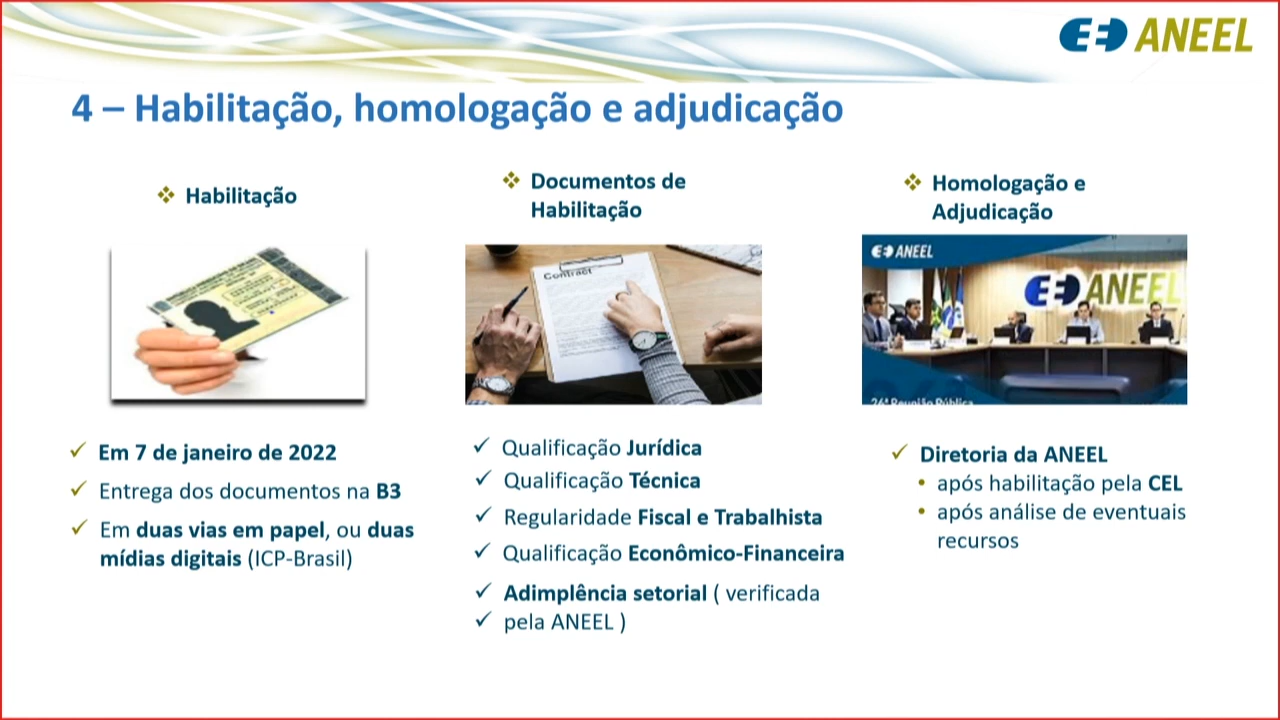 ANEEL
4 – Habilitação, homologação e adjudicação
Habilitação
Em 7 de janeiro de 2022
Entrega dos documentos na B3
Em duas vias em papel, ou duas
mídias digitais (ICP-Brasil)
Documentos de
Habilitação
Contract
Qualificação Jurídica
Qualificação Técnica
Regularidade Fiscal e Trabalhista
Qualificação Econômico-Financeira
Adimplência setorial ( verificada
pela ANEEL )
Homologação e
Adjudicação
ANEEL
ANEEL
26ª Reunião Pública
Diretoria da ANEEL
após habilitação pela CEL
após análise de eventuais
recursos